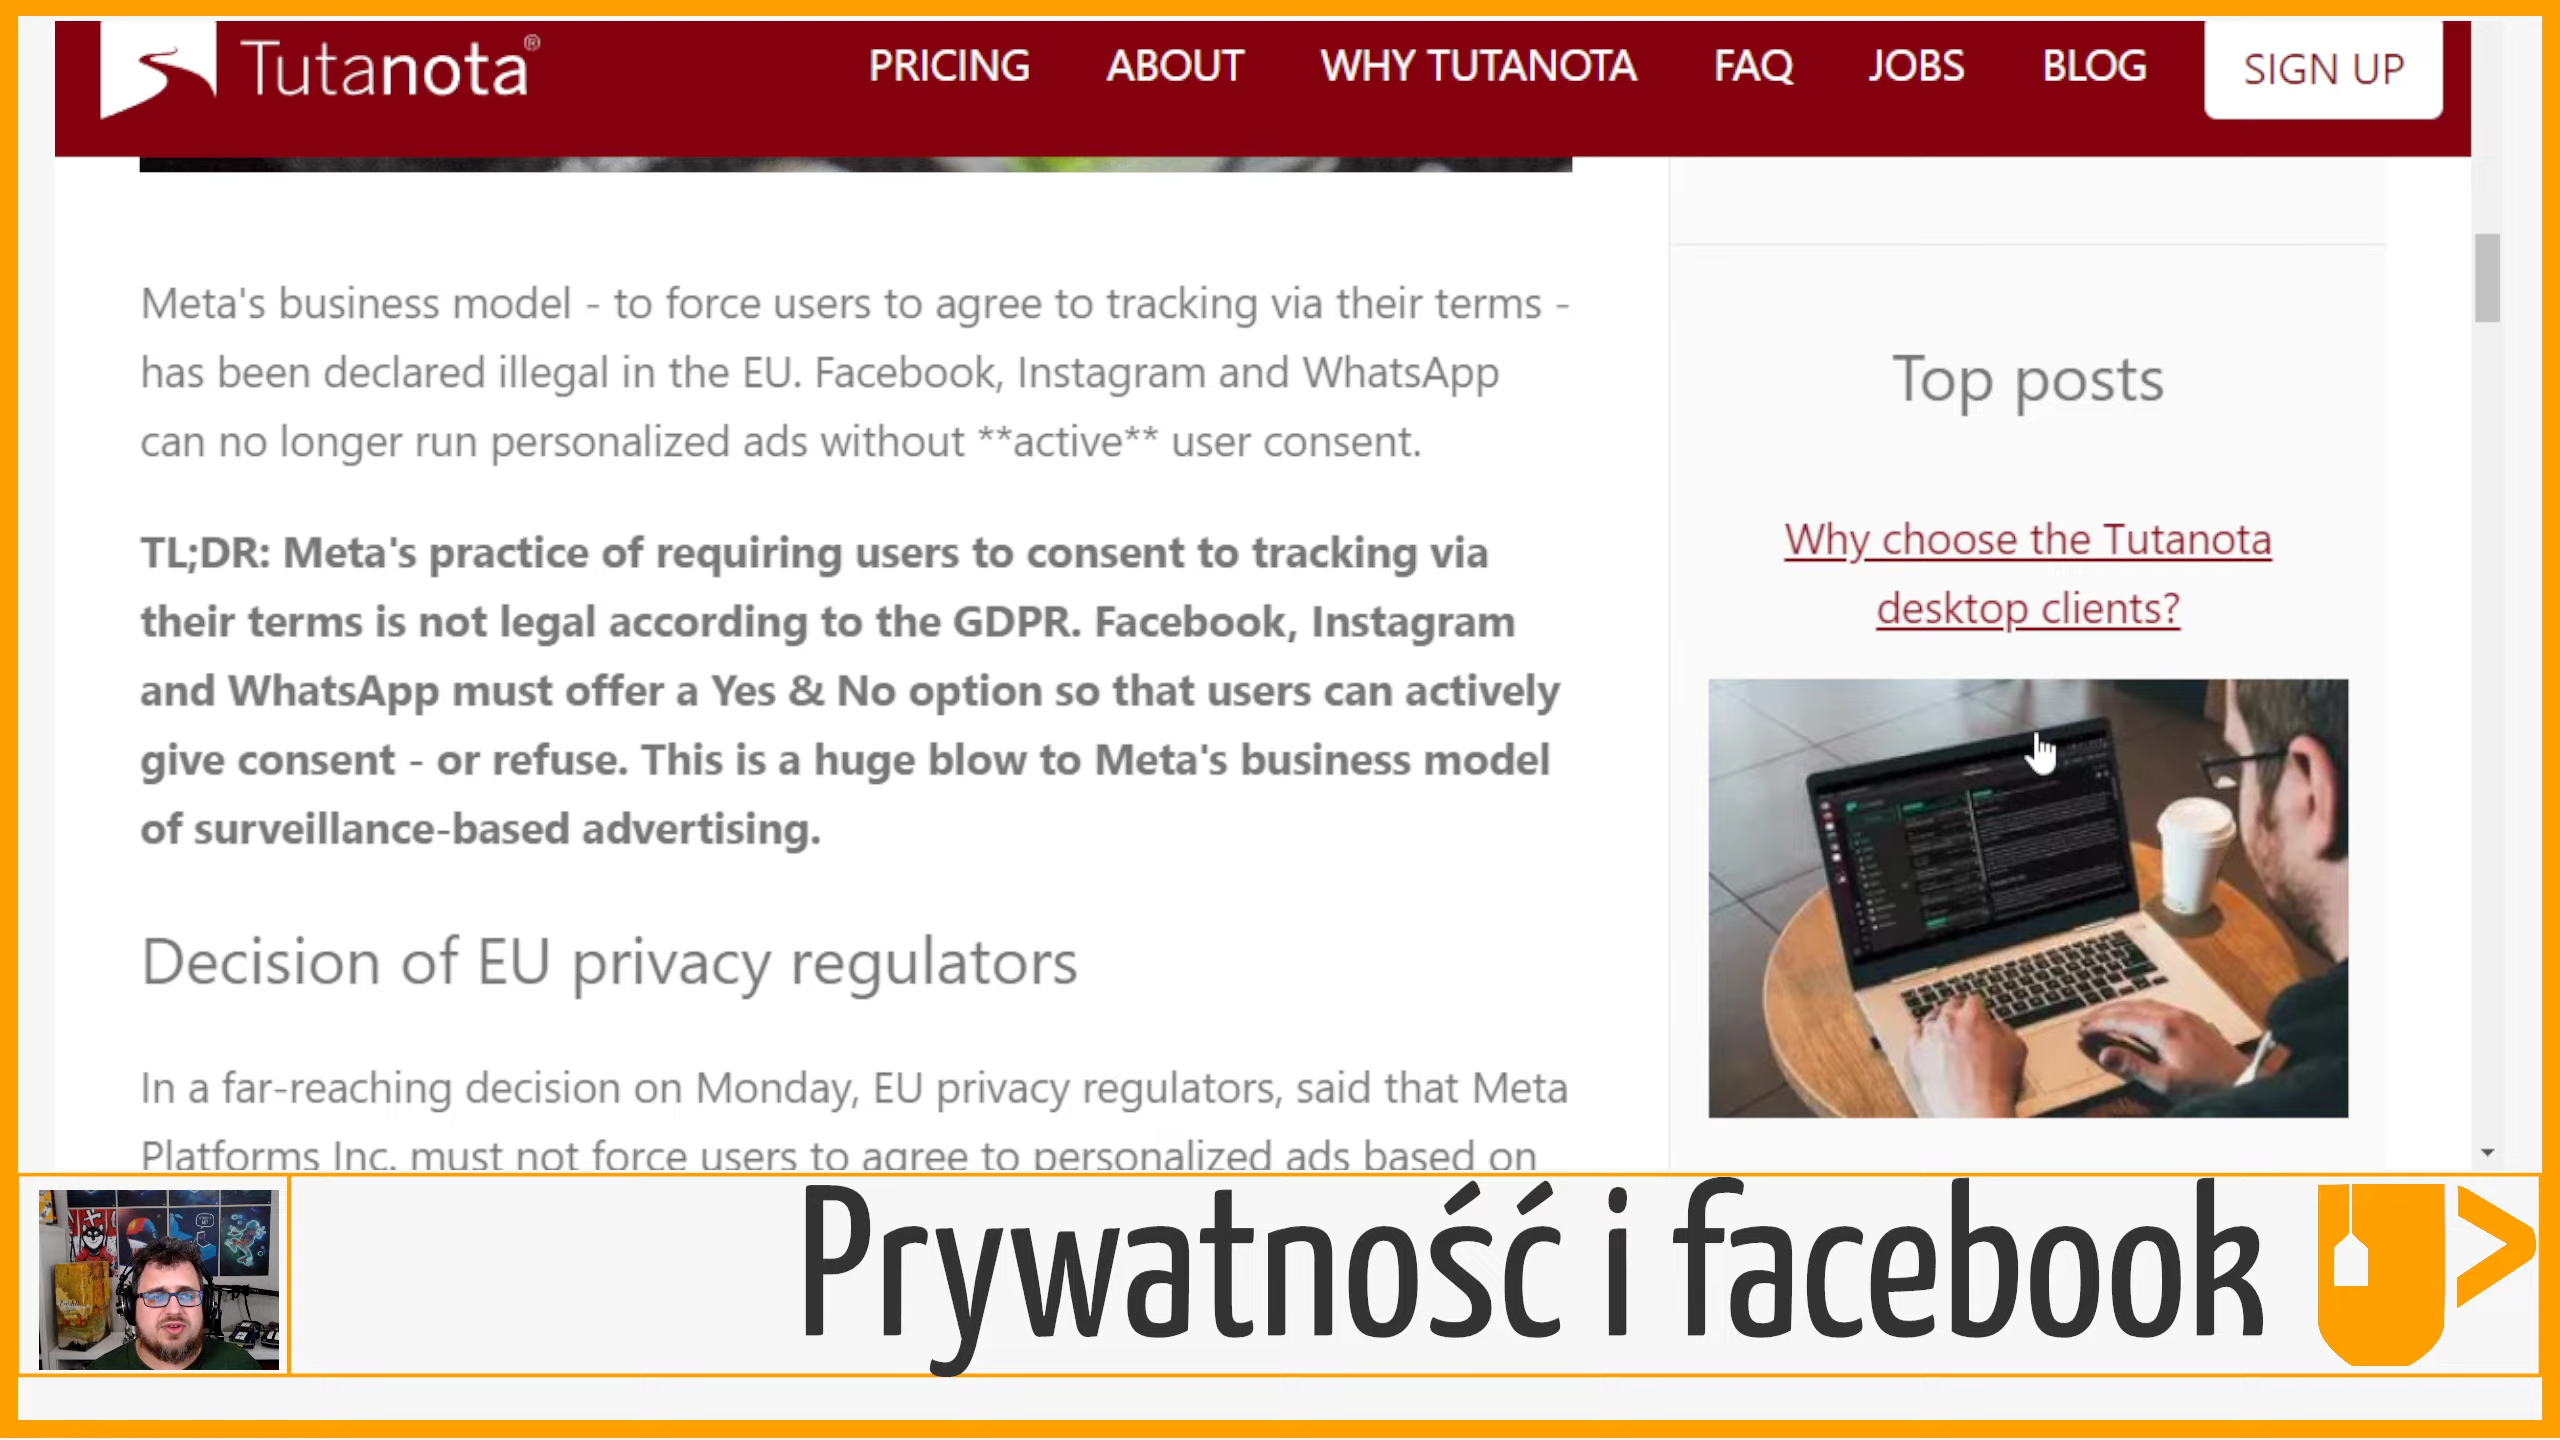 Tutanota®
PRICING ABOUT WHY TUTANOTA FAQ JOBS BLOG SIGN UP
Meta's business model - to force users to agree to tracking via their terms -
has been declared illegal in the EU. Facebook, Instagram and WhatsApp
can no longer run personalized ads without **active** user consent.
TL;DR: Meta's practice of requiring users to consent to tracking via
their terms is not legal according to the GDPR. Facebook, Instagram
and WhatsApp must offer a Yes & No option so that users can actively
give consent - or refuse. This is a huge blow to Meta's business model
of surveillance-based advertising.
Decision of EU privacy regulators
In a far-reaching decision on Monday, EU privacy regulators, said that Meta
Platforms Inc. must not force users to agree to personalized ads based on
Top posts
Why choose the Tutanota
desktop clients?
Prywatność i facebook